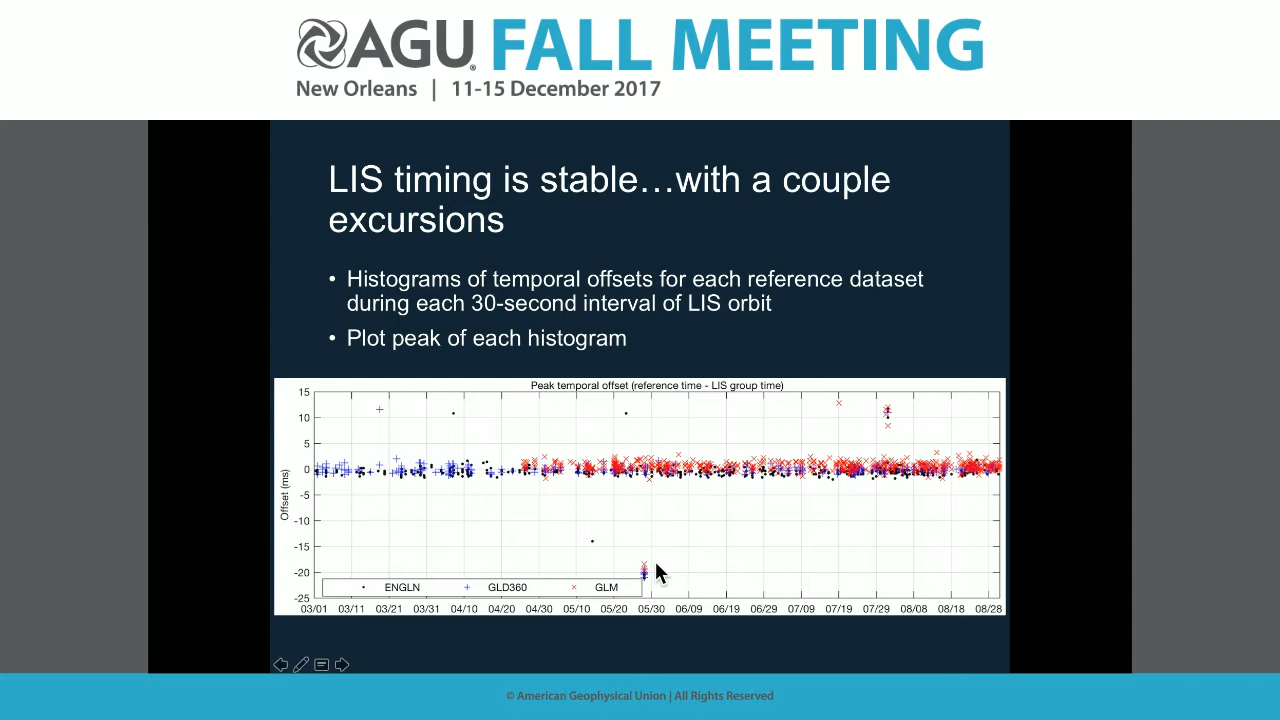 AGU FALL MEETING
New Orleans | 11-15 December 2017
LIS timing is stable…with a couple
excursions
• Histograms of temporal offsets for each reference dataset
during each 30-second interval of LIS orbit
• Plot peak of each histogram
Peak temporal offset (reference time - LIS group time)
15
10
5
0
-5
-10
-15
-20
-25
Offset (ms)
ENGLN GLD360 GLM
03/01 03/11 03/21 03/31 04/10 04/20 04/30 05/10 05/20 05/30 06/09 06/19 06/29 07/09 07/19 07/29 08/08 08/18 08/28
© American Geophysical Union | All Rights Reserved